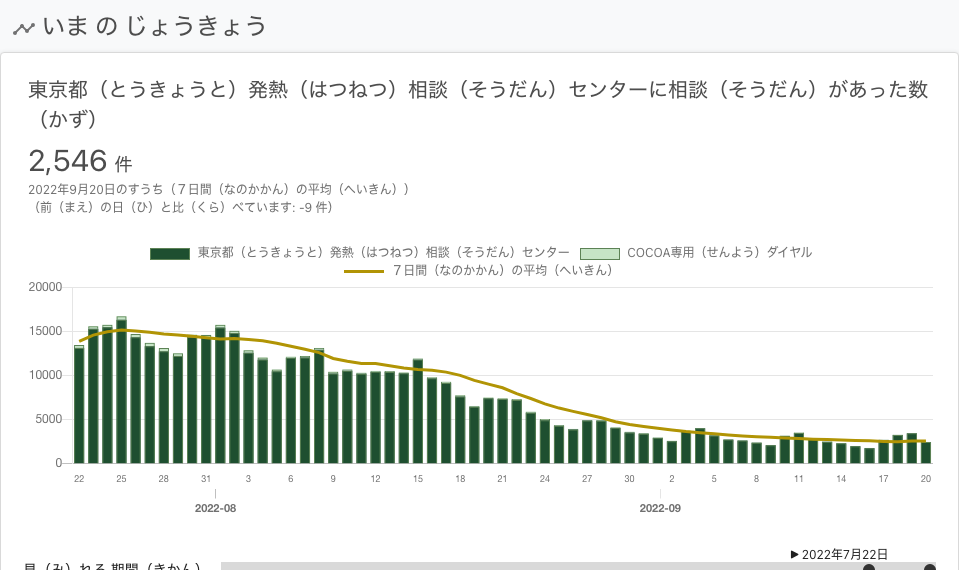 いま の じょうきょう
東京都（とうきょうと）発熱（はつねつ）相談（そうだん）センターに相談（そうだん）があった数
（かず）
2,546 件
2022年9月20日のすうち（７日間（なのかかん）の平均（へいきん））
（前（まえ）の日（ひ）と比（くら）べています: -9 件）
東京都（とうきょうと）発熱（はつねつ）相談（そうだん）センター COCOA専用（せんよう）ダイヤル
７日間（なのかかん）の平均（へいきん）
20000
15000
10000
5000
0
22 25 28 31 3 6 9 12 15 18 21 24 27 30 2 5 8 11 14 17 20
2022-08 2022-09
▶ 2022年7月22日
見（み）れる 期間（きかん）